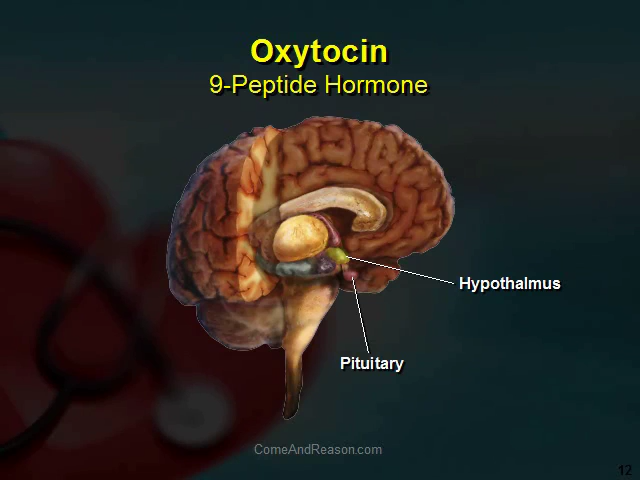 Oxytocin
9-Peptide Hormone
Hypothalmus
Pituitary
ComeAndReason.com
12